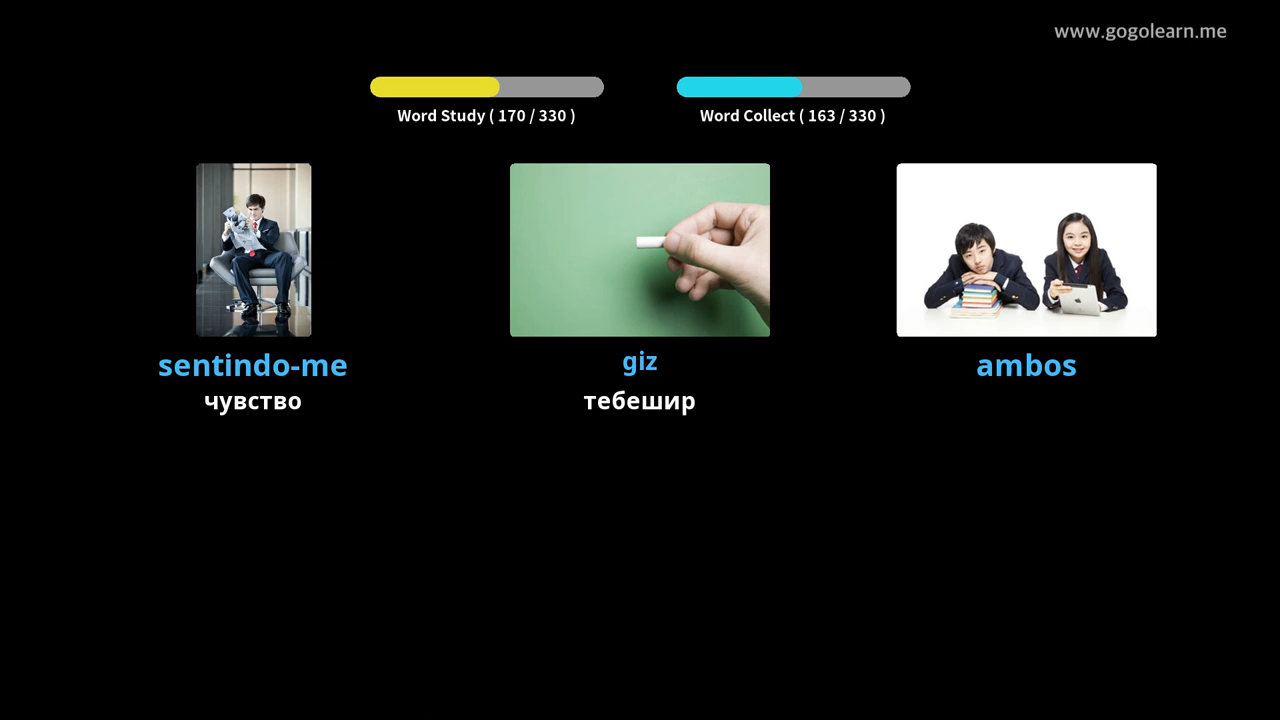 www.gogolearn.me
Word Study ( 170 / 330 )
Word Collect ( 163 / 330 )
sentindo-me
чувство
giz
тебешир
ambos